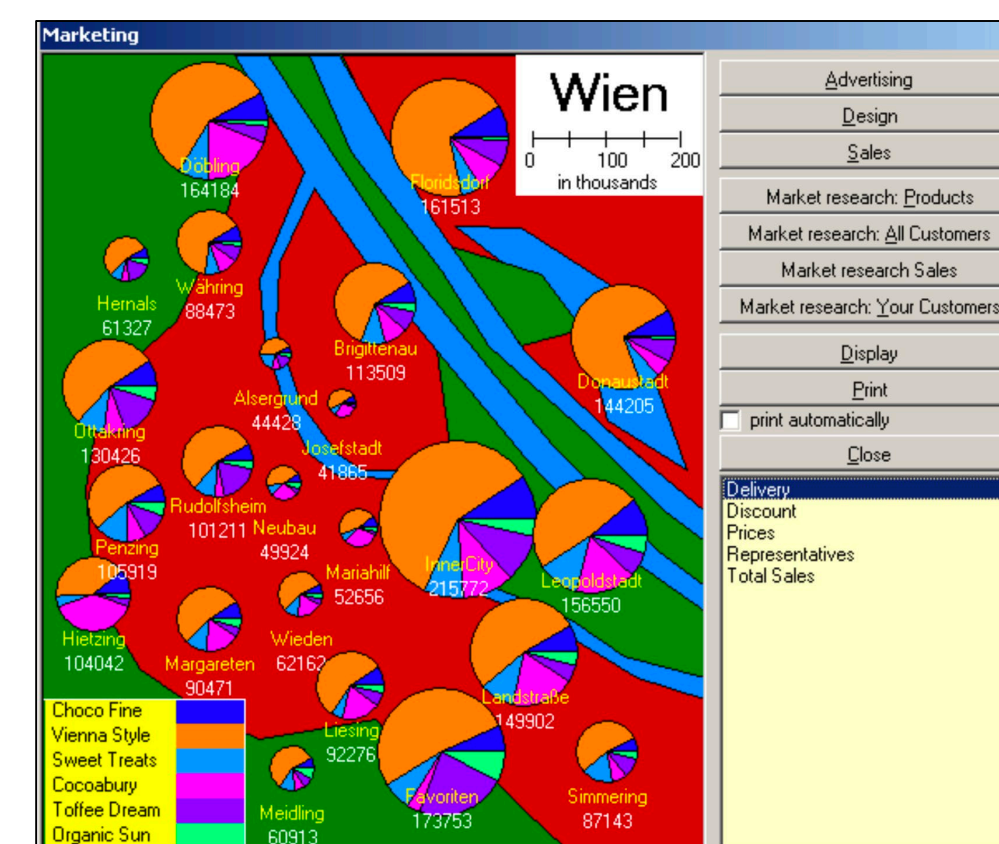 Marketing
Wien
0 100 200
in thousands
Döbling
164184
Floridsdorf
161513
Hernals
61327
Währing
88473
Brigittenau
113509
Donaustadt
144205
Alsergrund
44428
Josefstadt
41865
Ottakring
130426
Rudolfsheim
101211
Neubau
49924
Penzing
105919
Mariahilf
52656
InnerCity
215772
Leopoldstadt
156550
Hietzing
104042
Margareten
90471
Wieden
62162
Landstraße
149902
Liesing
92276
Meidling
60913
Favoriten
173753
Simmering
87143
Choco Fine
Vienna Style
Sweet Treats
Cocoabury
Toffee Dream
Organic Sun
Advertising
Design
Sales
Market research: Products
Market research: All Customers
Market research Sales
Market research: Your Customers
Display
Print
print automatically
Close
Delivery
Discount
Prices
Representatives
Total Sales